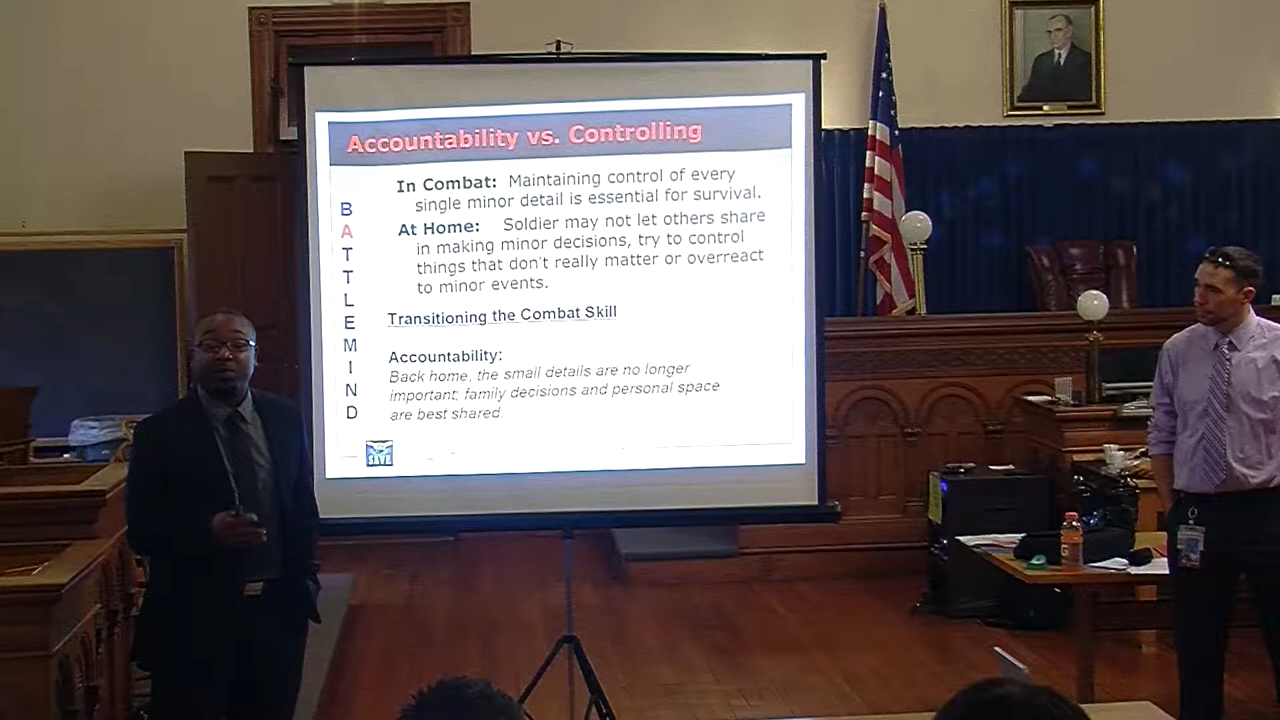 Accountability vs. Controlling
In Combat: Maintaining control of every
single minor detail is essential for survival.
At Home: Soldier may not let others share
in making minor decisions, try to control
things that don't really matter or overreact
to minor events.
Transitioning the Combat Skill
Accountability:
Back home, the small details are no longer
important; family decisions and personal space
are best shared.
B
A
T
T
L
E
M
I
N
D
SAVE